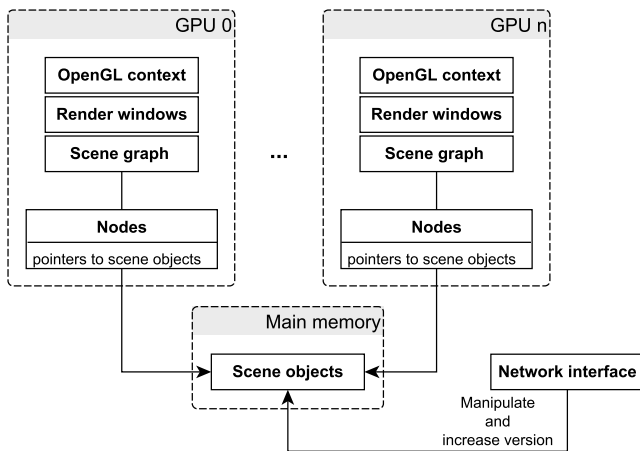 GPU 0
OpenGL context
Render windows
Scene graph
Nodes
pointers to scene objects
...
GPU n
OpenGL context
Render windows
Scene graph
Nodes
pointers to scene objects
Main memory
Scene objects
Network interface
Manipulate
and
increase version